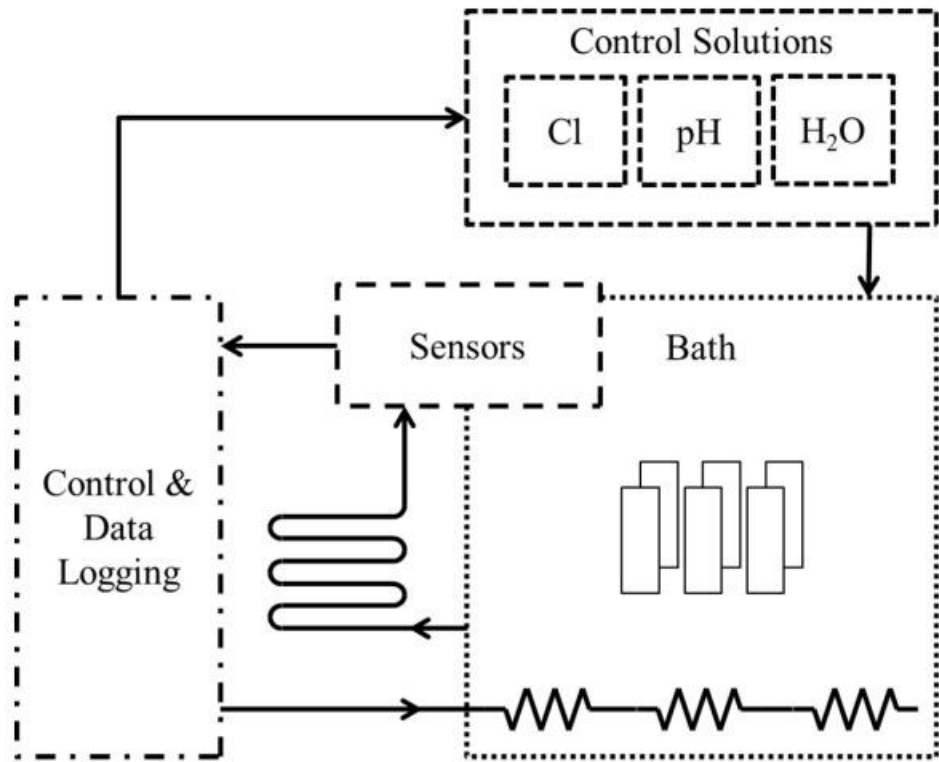 Control Solutions
Cl
pH
H₂O
Sensors
Bath
Control &
Data
Logging